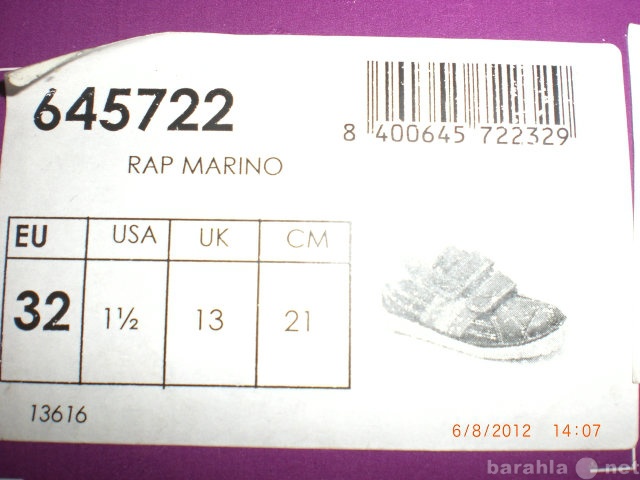 645722
8 400645 722329
RAP MARINO
EU USA UK CM
32 1½ 13 21
13616
6/8/2012 14:07
barahla.net